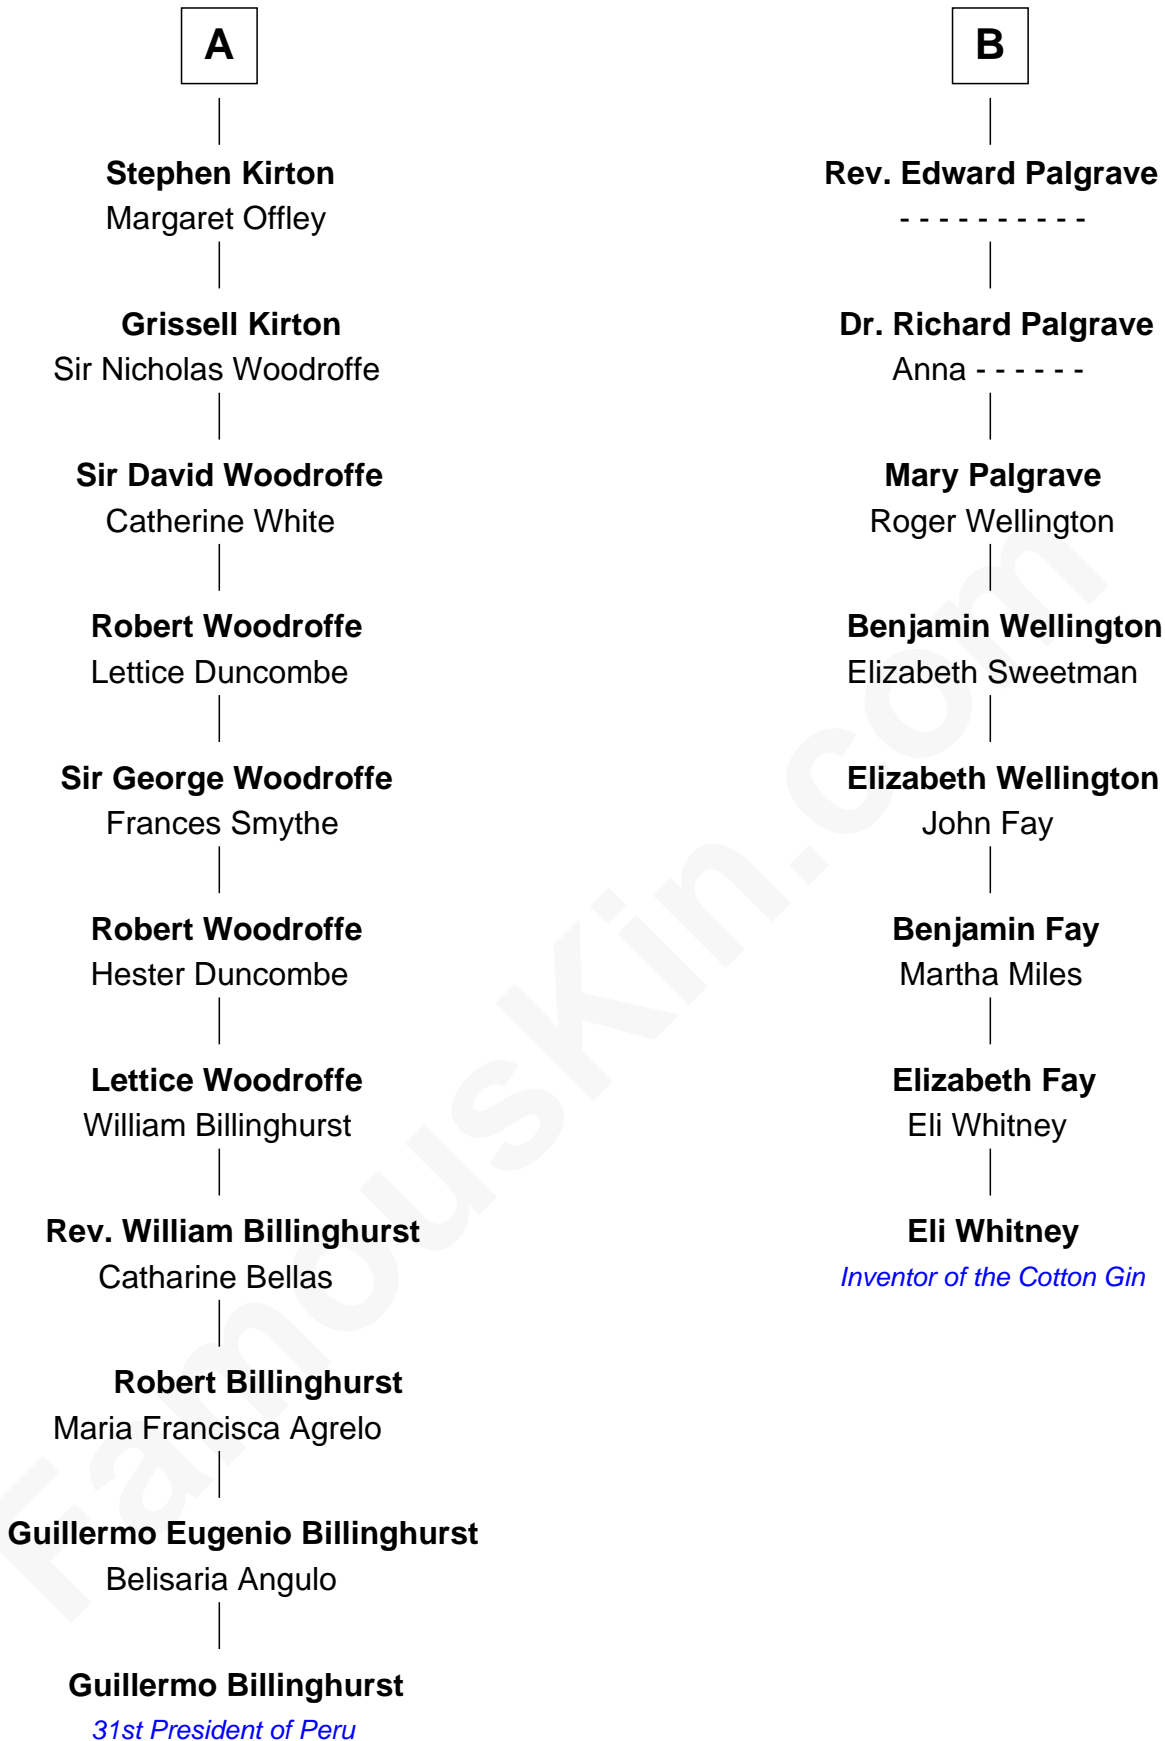 A
Stephen Kirton
Margaret Offley
Grissell Kirton
Sir Nicholas Woodroffe
Sir David Woodroffe
Catherine White
Robert Woodroffe
Lettice Duncombe
Sir George Woodroffe
Frances Smythe
Robert Woodroffe
Hester Duncombe
Lettice Woodroffe
William Billinghurst
Rev. William Billinghurst
Catharine Bellas
Robert Billinghurst
Maria Francisca Agrelo
Guillermo Eugenio Billinghurst
Belisaria Angulo
Guillermo Billinghurst
31st President of Peru
B
Rev. Edward Palgrave
- - - - - - - - - -
Dr. Richard Palgrave
Anna - - - - - -
Mary Palgrave
Roger Wellington
Benjamin Wellington
Elizabeth Sweetman
Elizabeth Wellington
John Fay
Benjamin Fay
Martha Miles
Elizabeth Fay
Eli Whitney
Eli Whitney
Inventor of the Cotton Gin
FamousKin.com